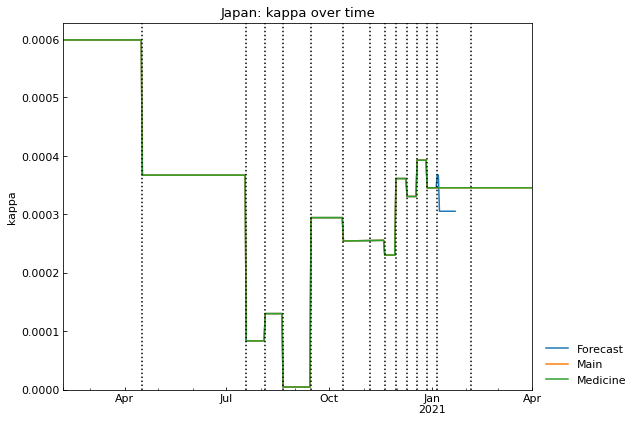 Japan: kappa over time
kappa
0.0006
0.0005
0.0004
0.0003
0.0002
0.0001
0.0000
Apr
Jul
Oct
Jan
2021
Apr
Forecast
Main
Medicine